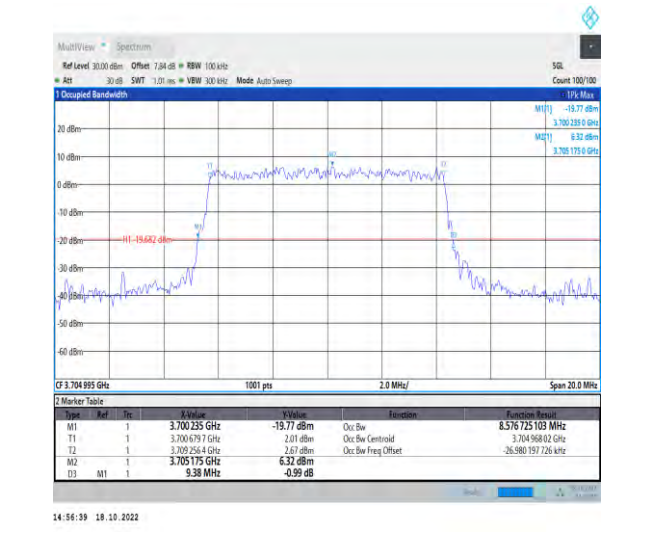 MultiView Spectrum
Ref Level 30.00 dBm Offset 7.84 dB RBW 100 kHz SGL
Att 30 dB SWT 1.01 ms VBW 300 kHz Mode Auto Sweep Count 100/100
1 Occupied Bandwidth 1Pk Max
M1[1] -19.77 dBm
3.700 235 0 GHz
M2[1] 6.32 dBm
3.705 175 0 GHz
20 dBm
10 dBm
M2
T1 T2
0 dBm
-10 dBm
M1
-20 dBm H1 -19.682 dBm
-30 dBm
-40 dBm
-50 dBm
-60 dBm
CF 3.704 995 GHz 1001 pts 2.0 MHz/ Span 20.0 MHz
2 Marker Table
Type Ref Trc X-Value Y-Value Function Function Result
M1 1 3.700 235 GHz -19.77 dBm Occ Bw 8.576 725 103 MHz
T1 1 3.700 679 7 GHz 2.01 dBm Occ Bw Centroid 3.704 968 02 GHz
T2 1 3.709 256 4 GHz 2.67 dBm Occ Bw Freq Offset -26.980 197 726 kHz
M2 1 3.705 175 GHz 6.32 dBm
D3 M1 1 9.38 MHz -0.99 dB
14:56:39 18.10.2022